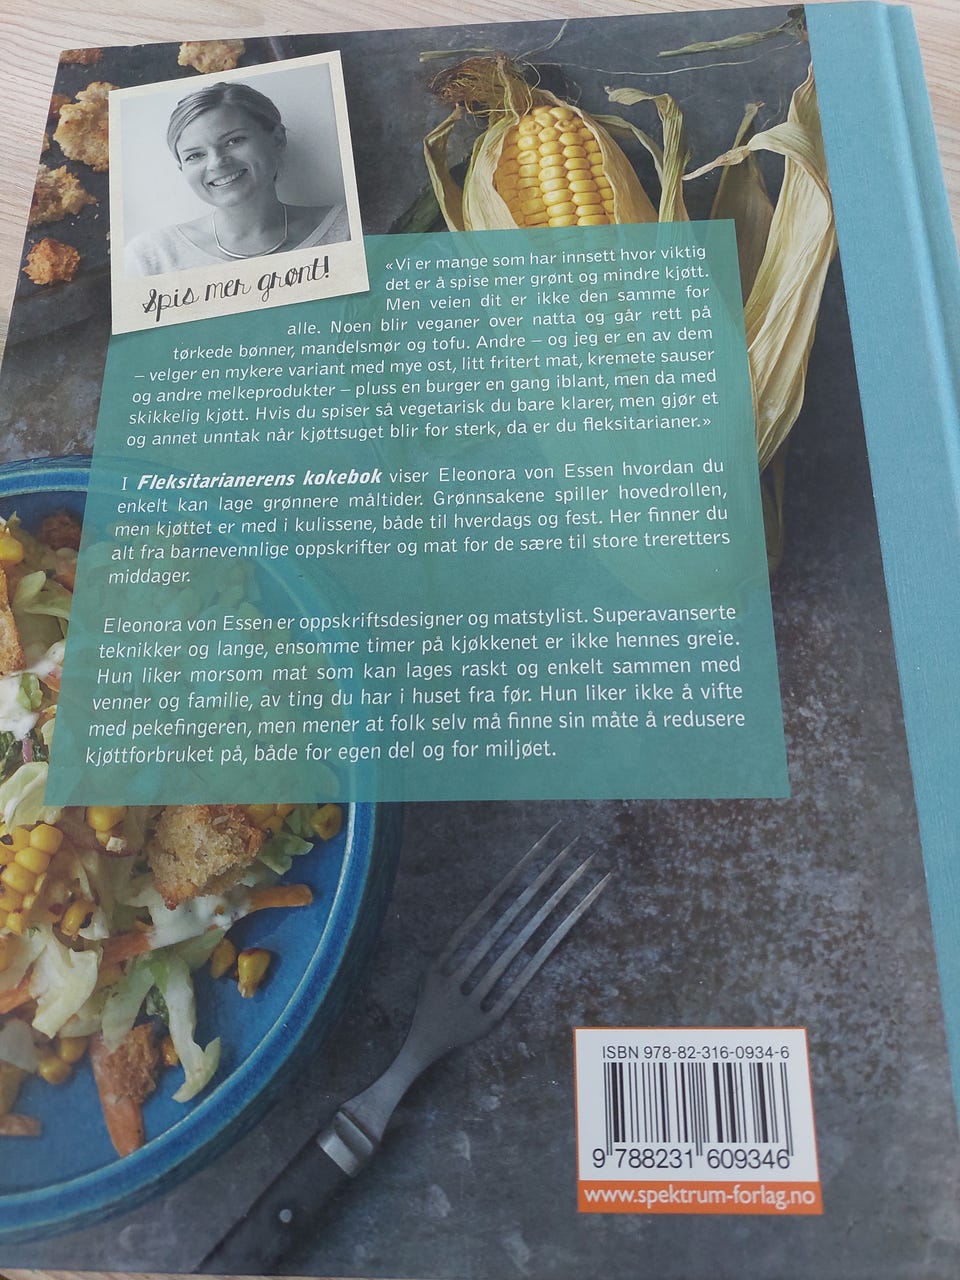 Spis mer grønt!
«Vi er mange som har innsett hvor viktig
det er å spise mer grønt og mindre kjøtt.
Men veien dit er ikke den samme for
alle. Noen blir veganer over natta og går rett på
tørkede bønner, mandelsmør og tofu. Andre – og jeg er en av dem
– velger en mykere variant med mye ost, litt fritert mat, kremete sauser
og andre melkeprodukter – pluss en burger en gang iblant, men da med
skikkelig kjøtt. Hvis du spiser så vegetarisk du bare klarer, men gjør et
og annet unntak når kjøttsuget blir for sterk, da er du fleksitarianer.»
I Fleksitarianerens kokebok viser Eleonora von Essen hvordan du
enkelt kan lage grønnere måltider. Grønnsakene spiller hovedrollen,
men kjøttet er med i kulissene, både til hverdags og fest. Her finner du
alt fra barnevennlige oppskrifter og mat for de sære til store treretters
middager.
Eleonora von Essen er oppskriftsdesigner og matstylist. Superavanserte
teknikker og lange, ensomme timer på kjøkkenet er ikke hennes greie.
Hun liker morsom mat som kan lages raskt og enkelt sammen med
venner og familie, av ting du har i huset fra før. Hun liker ikke å vifte
med pekefingeren, men mener at folk selv må finne sin måte å redusere
kjøttforbruket på, både for egen del og for miljøet.
ISBN 978-82-316-0934-6
9 788231 609346
www.spektrum-forlag.no